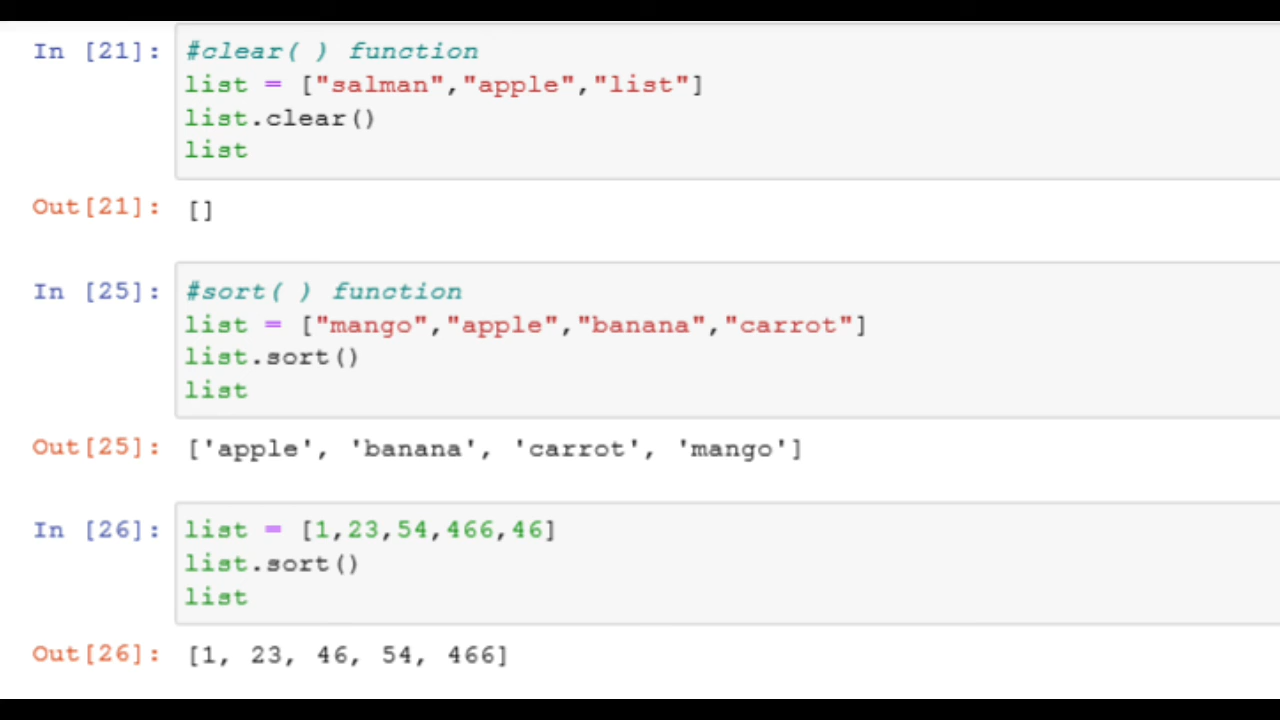 In [21]: #clear( ) function
list = ["salman","apple","list"]
list.clear()
list
Out[21]: []
In [25]: #sort( ) function
list = ["mango","apple","banana","carrot"]
list.sort()
list
Out[25]: ['apple', 'banana', 'carrot', 'mango']
In [26]: list = [1,23,54,466,46]
list.sort()
list
Out[26]: [1, 23, 46, 54, 466]